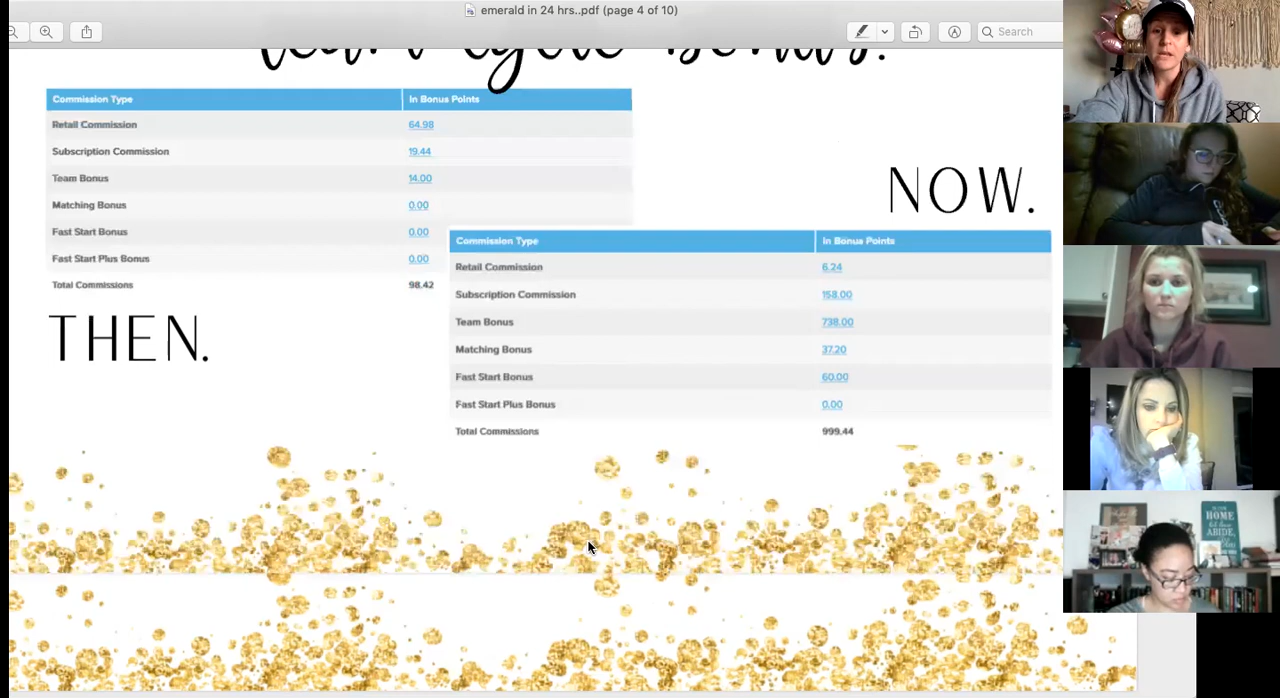 emerald in 24 hrs..pdf (page 4 of 10)
Search
cycle bonus.
Commission Type In Bonus Points
Retail Commission 64.98
Subscription Commission 19.44
Team Bonus 14.00
Matching Bonus 0.00
Fast Start Bonus 0.00
Fast Start Plus Bonus 0.00
Total Commissions 98.42
THEN.
NOW.
Commission Type In Bonus Points
Retail Commission 6.24
Subscription Commission 158.00
Team Bonus 738.00
Matching Bonus 37.20
Fast Start Bonus 60.00
Fast Start Plus Bonus 0.00
Total Commissions 999.44
HOME
ABIDE,